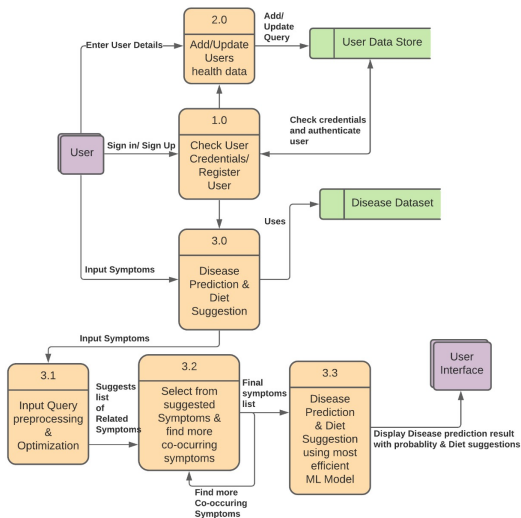 2.0
Add/Update
Users
health data
Enter User Details
Add/
Update
Query
User Data Store
1.0
Check User
Credentials/
Register
User
User
Sign in/ Sign Up
Check credentials
and authenticate
user
Disease Dataset
Uses
3.0
Disease
Prediction &
Diet
Suggestion
Input Symptoms
Input Symptoms
3.1
Input Query
preprocessing
&
Optimization
Suggests
list
of
Related
Symptoms
3.2
Select from
suggested
Symptoms &
find more
co-ocurring
symptoms
Final
symptoms
list
Find more
Co-occuring
Symptoms
3.3
Disease
Prediction
& Diet
Suggestion
using most
efficient
ML Model
User
Interface
Display Disease prediction result
with probablity & Diet suggestions